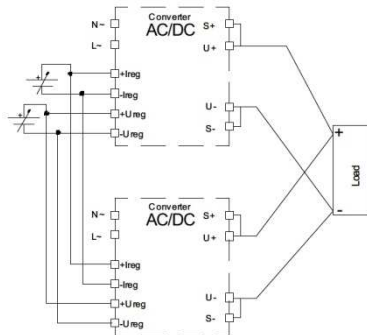 Converter
AC/DC
N~
L~
+Ireg
-Ireg
+Ureg
-Ureg
S+
U+
U-
S-
+
+
+
-
Load
Converter
AC/DC
N~
L~
+Ireg
-Ireg
+Ureg
-Ureg
S+
U+
U-
S-